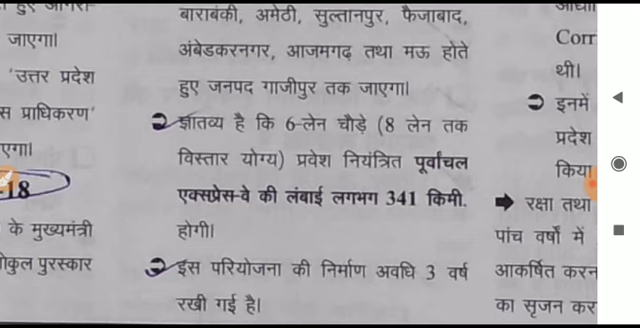 जाएगा।
'उत्तर प्रदेश
स प्राधिकरण'
एगा।
18
के मुख्यमंत्री
ोकुल पुरस्कार
बाराबंकी, अमेठी, सुल्तानपुर, फैजाबाद,
अंबेडकरनगर, आजमगढ़ तथा मऊ होते
हुए जनपद गाजीपुर तक जाएगा।
ज्ञातव्य है कि 6-लेन चौड़े (8 लेन तक
विस्तार योग्य) प्रवेश नियंत्रित पूर्वांचल
एक्सप्रेस-वे की लंबाई लगभग 341 किमी.
होगी।
इस परियोजना की निर्माण अवधि 3 वर्ष
रखी गई है।
Corr
थी।
इनमें
प्रदेश
किया
रक्षा तथा
पांच वर्षों में
आकर्षित करन
का सृजन कर